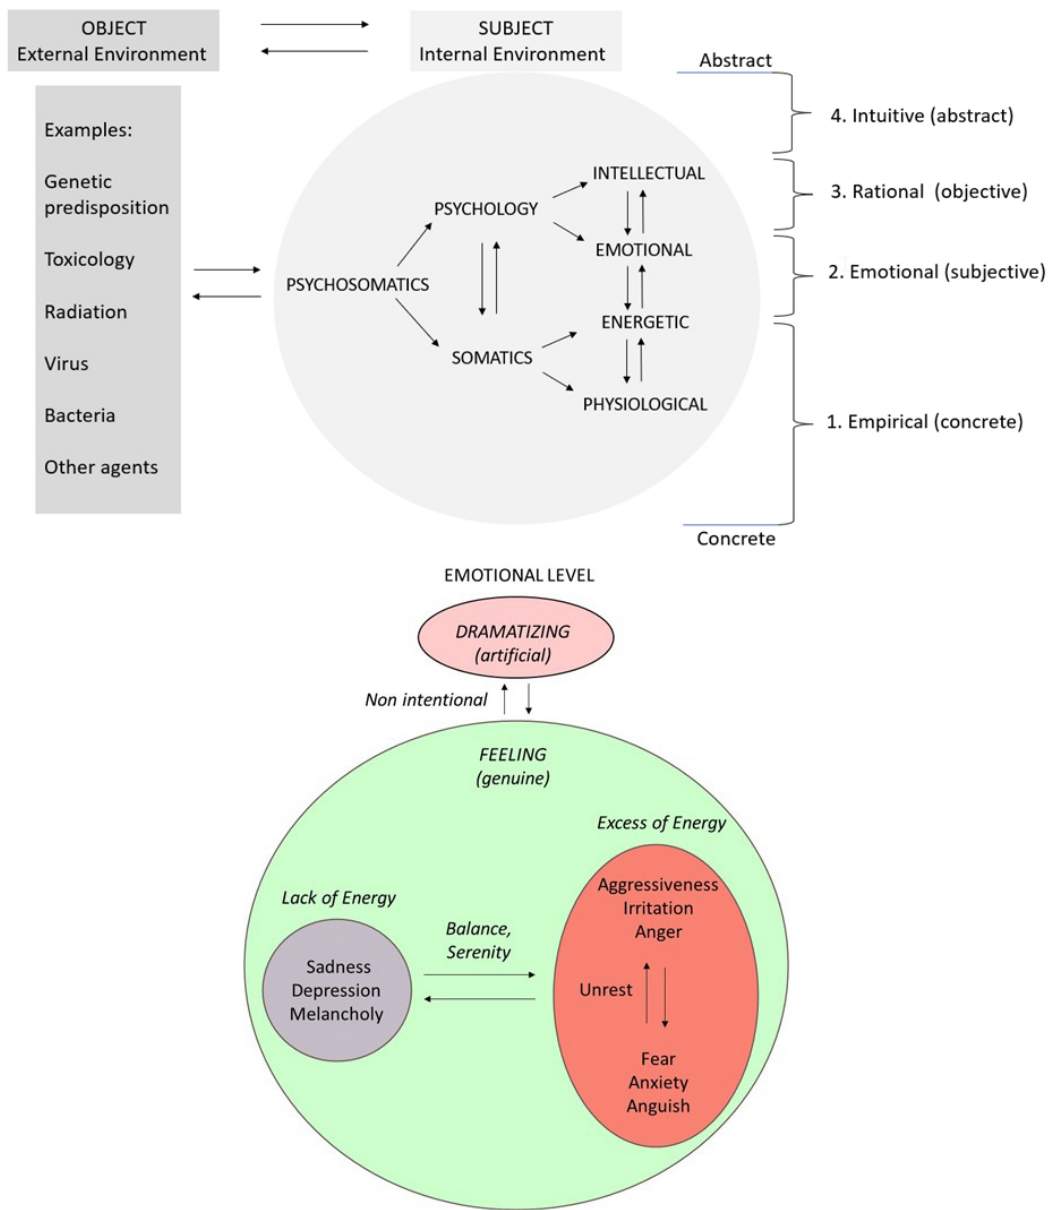 OBJECT
External Environment
SUBJECT
Internal Environment
Examples:
Genetic
predisposition
Toxicology
Radiation
Virus
Bacteria
Other agents
PSYCHOSOMATICS
PSYCHOLOGY
SOMATICS
INTELLECTUAL
EMOTIONAL
ENERGETIC
PHYSIOLOGICAL
Abstract
4. Intuitive (abstract)
3. Rational (objective)
2. Emotional (subjective)
1. Empirical (concrete)
Concrete
EMOTIONAL LEVEL
DRAMATIZING
(artificial)
Non intentional
FEELING
(genuine)
Lack of Energy
Sadness
Depression
Melancholy
Balance,
Serenity
Excess of Energy
Aggressiveness
Irritation
Anger
Unrest
Fear
Anxiety
Anguish